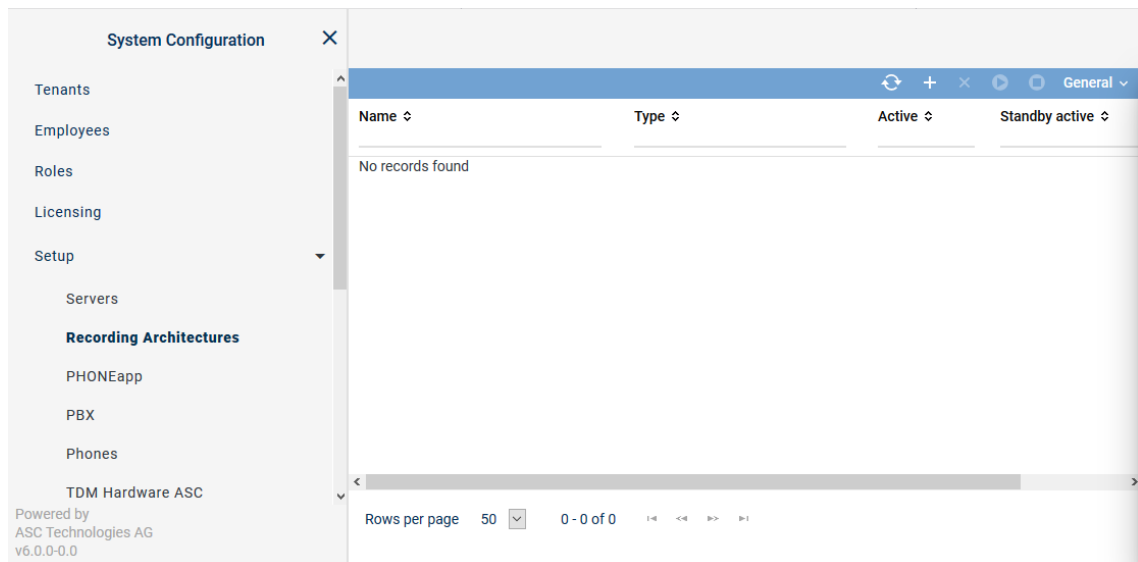 System Configuration
Tenants
Employees
Roles
Licensing
Setup
Servers
Recording Architectures
PHONEapp
PBX
Phones
TDM Hardware ASC
Powered by
ASC Technologies AG
v6.0.0-0.0
General
Name Type Active Standby active
No records found
Rows per page 50 0 - 0 of 0